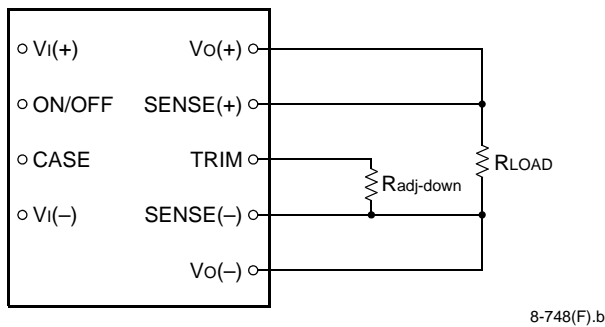 VI(+)
VO(+)
ON/OFF
SENSE(+)
CASE
TRIM
Radj-down
RLOAD
VI(–)
SENSE(–)
VO(–)
8-748(F).b